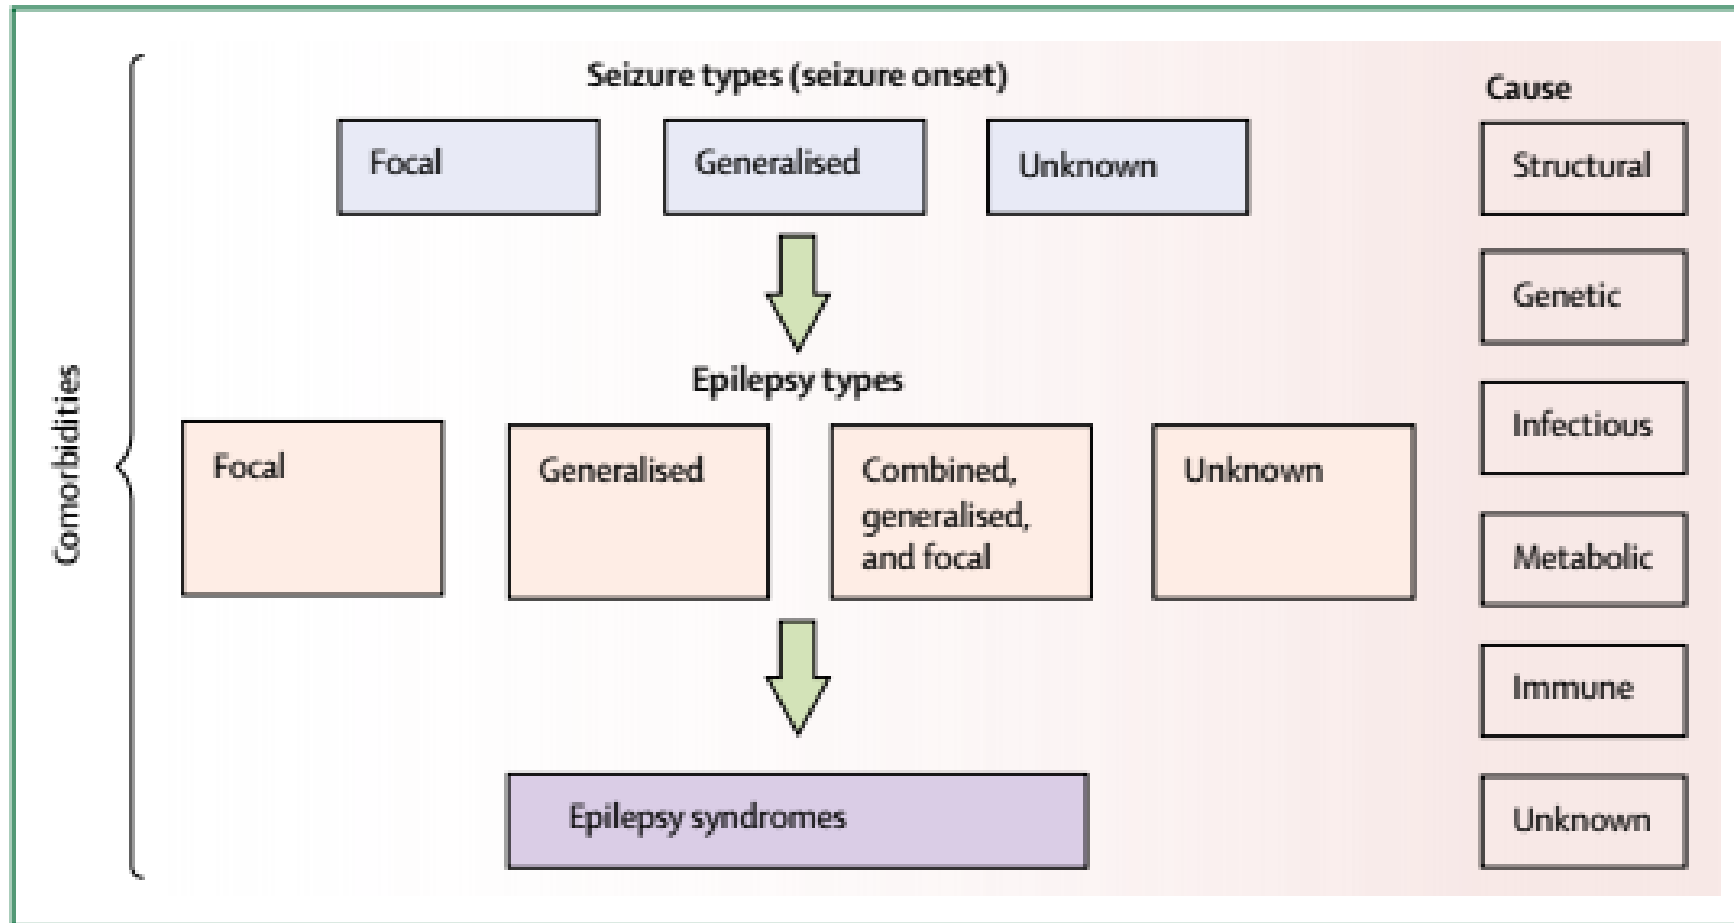 Seizure types (seizure onset)
Focal
Generalised
Unknown
Epilepsy types
Focal
Generalised
Combined,
generalised,
and focal
Unknown
Epilepsy syndromes
Comorbidities
Cause
Structural
Genetic
Infectious
Metabolic
Immune
Unknown